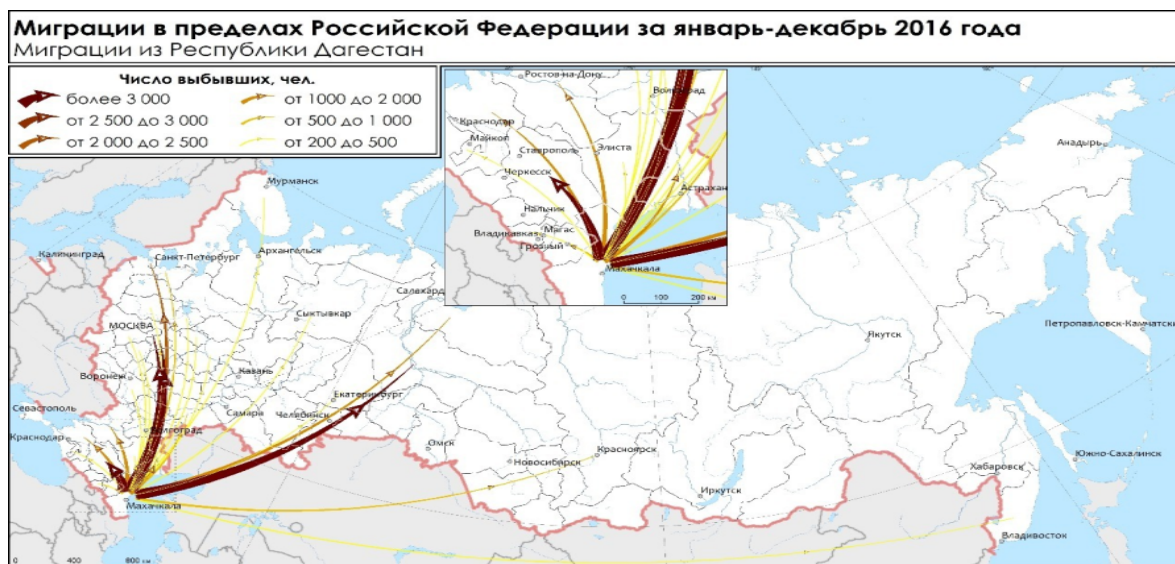 Миграции в пределах Российской Федерации за январь-декабрь 2016 года
Миграции из Республики Дагестан
Число выбывших, чел.
более 3 000
от 1000 до 2 000
от 2 500 до 3 000
от 500 до 1 000
от 2 000 до 2 500
от 200 до 500
Ростов-на-Дону
Волгоград
Краснодар
Майкоп
Ставрополь
Элиста
Черкесск
Астрахан
Нальчик
Владикавказ
Магас
Грозный
Махачкала
0 100 200 км
Анадырь
Мурманск
Калининград
Санкт-Петербург
Архангельск
Салехард
МОСКВА
Сыктывкар
Петропавловск-Камчатск
Якутск
Воронеж
Казань
Екатеринбург
Севастополь
Самара
Челябинск
Краснодар
Волгоград
Омск
Новосибирск
Красноярск
Южно-Сахалинск
Хабаровск
Иркутск
Махачкала
Владивосток
0 400 800 км